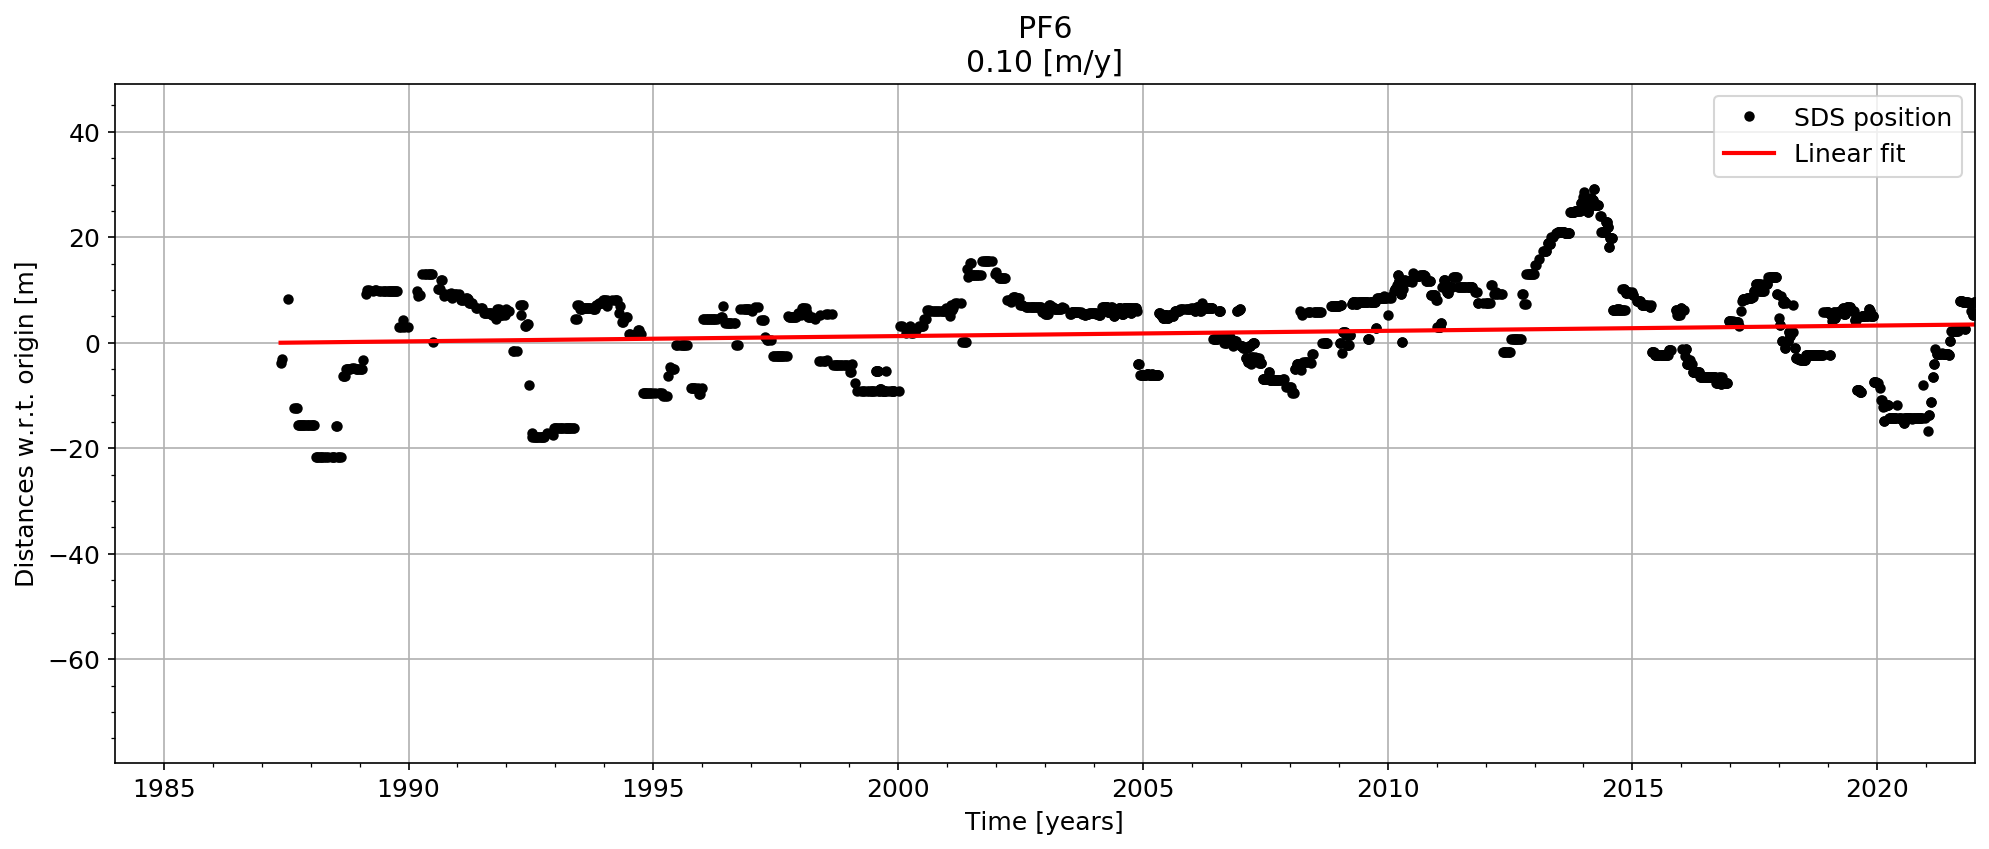 PF6
0.10 [m/y]
SDS position
Linear fit
Distances w.r.t. origin [m]
40
20
0
−20
−40
−60
1985 1990 1995 2000 2005 2010 2015 2020
Time [years]